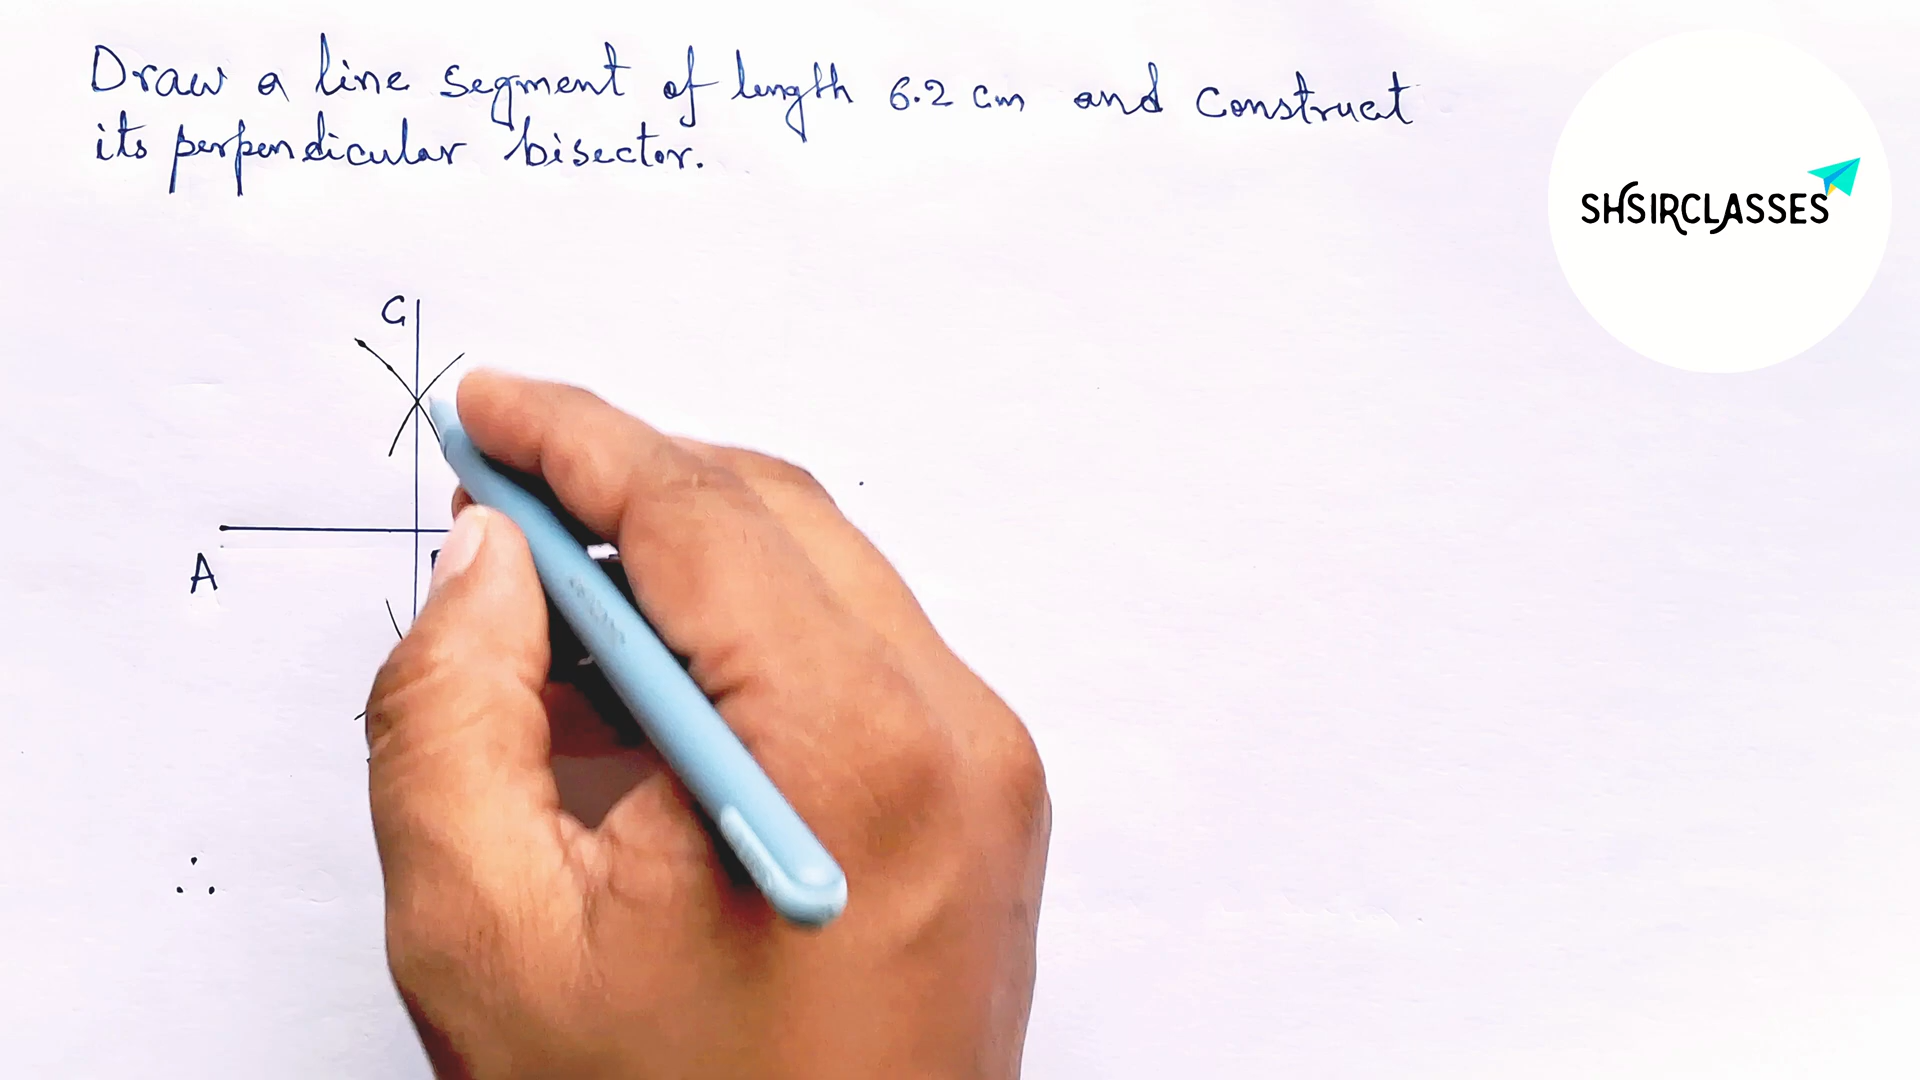 Draw a line segment of length 6.2 cm and construct
its perpendicular bisector.
SHSIRCLASSES
C
A
∴